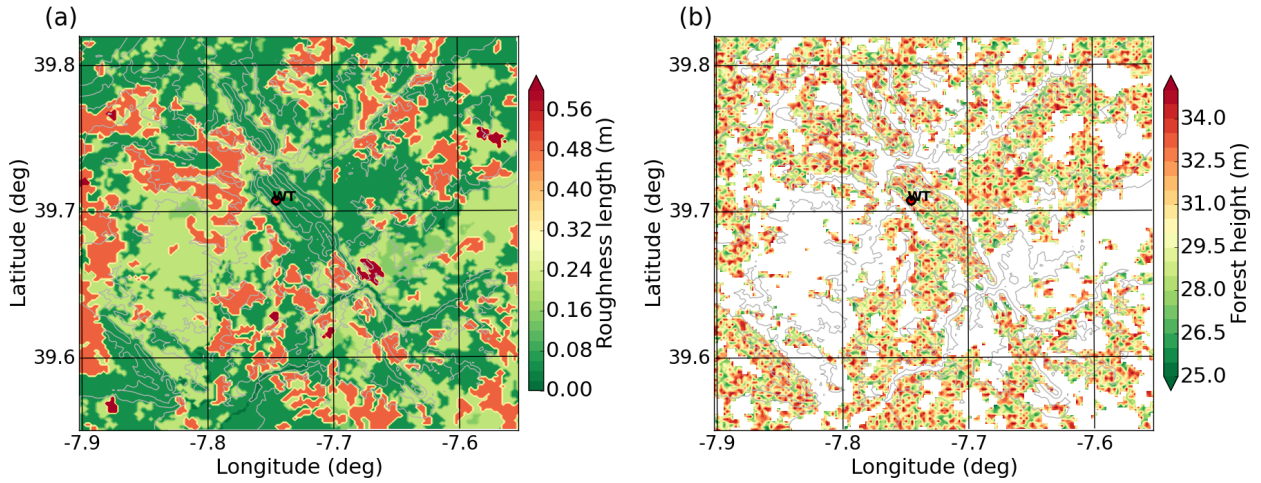 (a)
39.8
39.7
39.6
-7.9
-7.8
-7.7
-7.6
Longitude (deg)
Latitude (deg)
WT
0.56
0.48
0.40
0.32
0.24
0.16
0.08
0.00
Roughness length (m)
(b)
39.8
39.7
39.6
-7.9
-7.8
-7.7
-7.6
Longitude (deg)
Latitude (deg)
WT
34.0
32.5
31.0
29.5
28.0
26.5
25.0
Forest height (m)